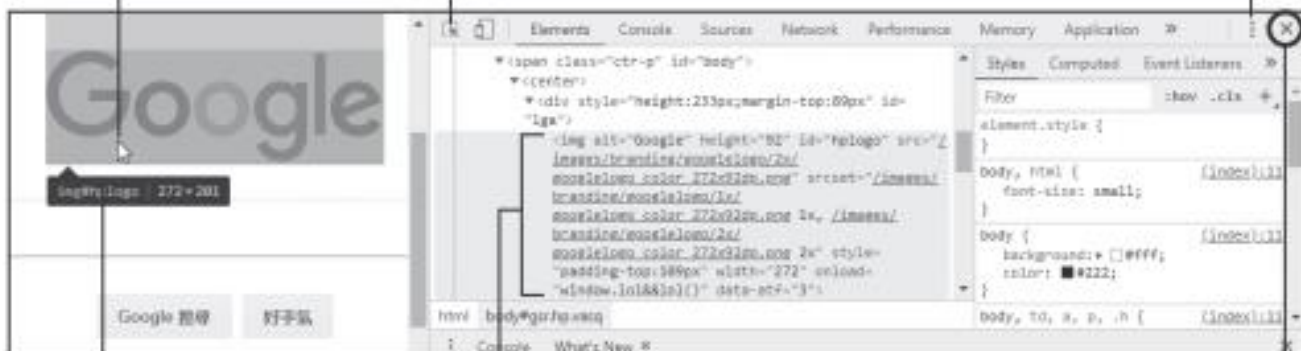 Google
img#hplogo 272 × 201
Google 搜尋 好手氣
Elements Console Sources Network Performance Memory Application »
<span class="ctr-p" id="body">
<center>
<div style="height:233px;margin-top:89px" id=
"lga">
<img alt="Google" height="92" id="hplogo" src="/
images/branding/googlelogo/2x/
googlelogo_color_272x92dp.png" srcset="/images/
branding/googlelogo/1x/
googlelogo_color_272x92dp.png 1x, /images/
branding/googlelogo/2x/
googlelogo_color_272x92dp.png 2x" style=
"padding-top:109px" width="272" onload=
"window.lol&&lol()" data-atf="3">
html body#gsr.hp.vasq
Console What's New ×
Styles Computed Event Listeners »
Filter :hov .cls +
element.style {
}
body, html { (index):11
font-size: small;
}
body { (index):11
background: #fff;
color: #222;
}
body, td, a, p, .h { (index):11